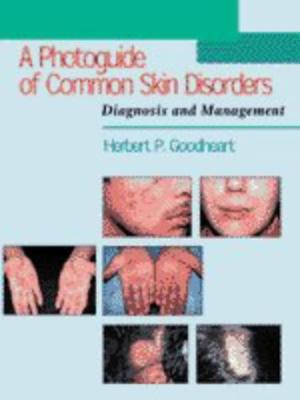 A Photoguide
of Common Skin Disorders
Diagnosis and Management
Herbert P. Goodheart